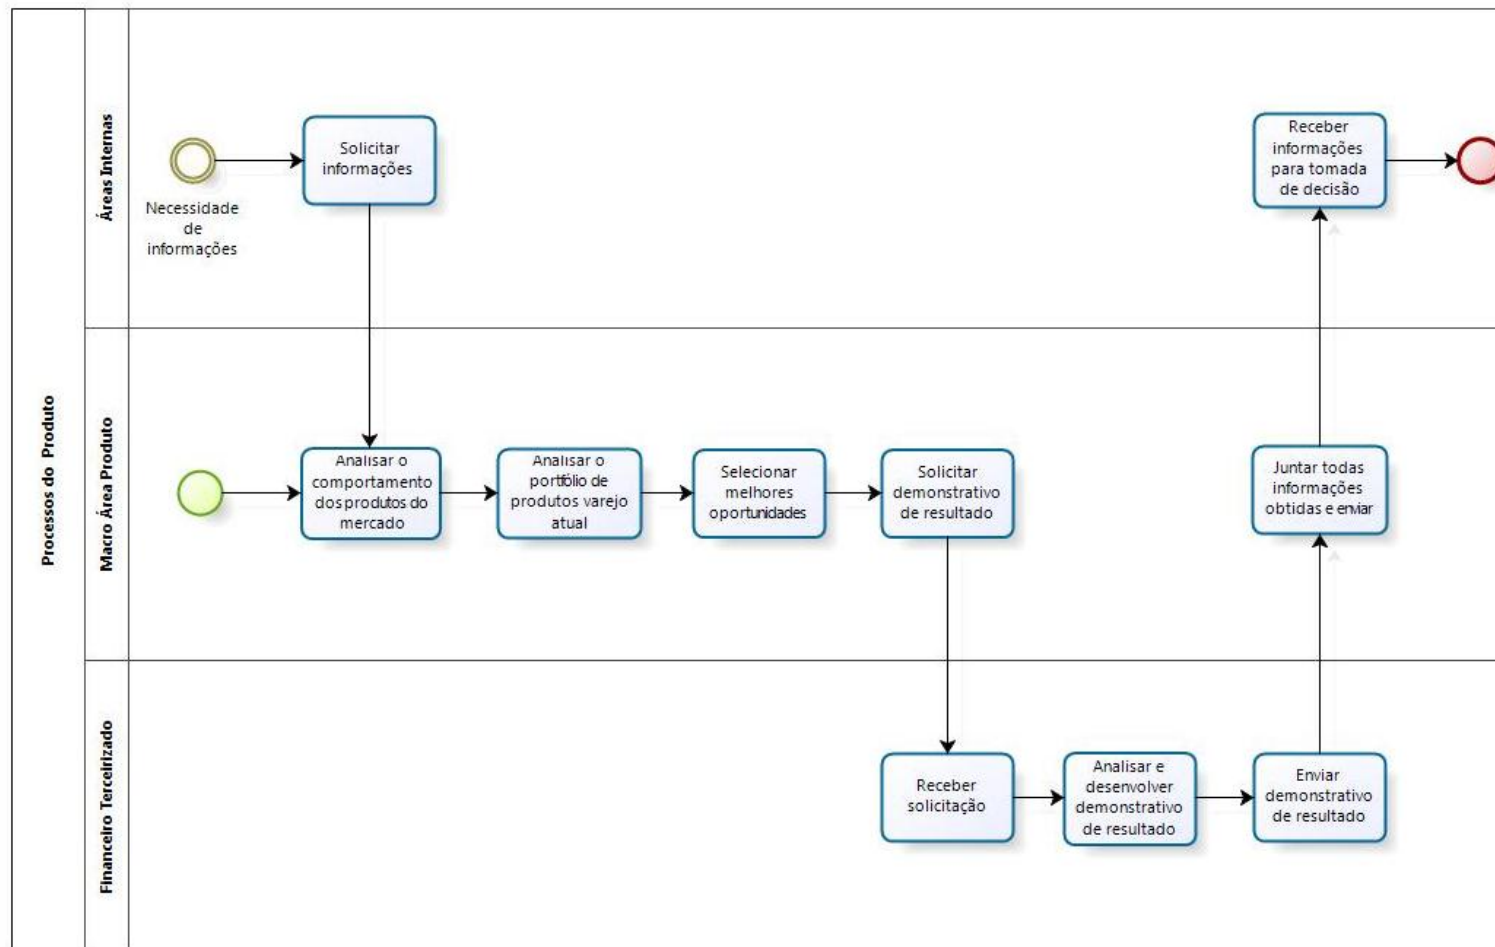 Processos do Produto
Áreas Internas
Necessidade
de
informações
Solicitar
informações
Receber
informações
para tomada
de decisão
Macro Área Produto
Analisar o
comportamento
dos produtos do
mercado
Analisar o
portfólio de
produtos varejo
atual
Selecionar
melhores
oportunidades
Solicitar
demonstrativo
de resultado
Juntar todas
informações
obtidas e enviar
Financeiro Terceirizado
Receber
solicitação
Analisar e
desenvolver
demonstrativo
de resultado
Enviar
demonstrativo
de resultado